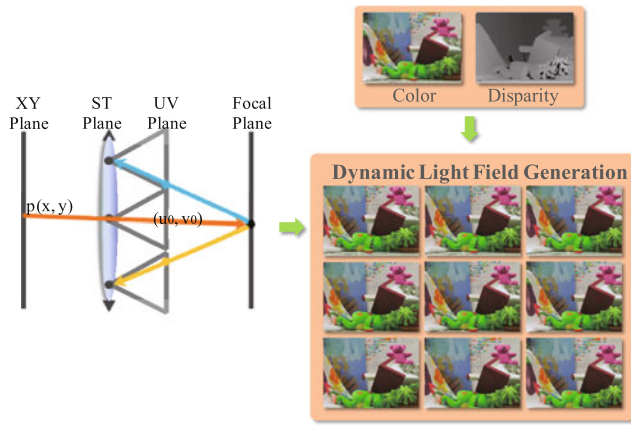 Color Disparity
XY ST UV Focal
Plane Plane Plane Plane
p(x, y)
(u0, v0)
Dynamic Light Field Generation